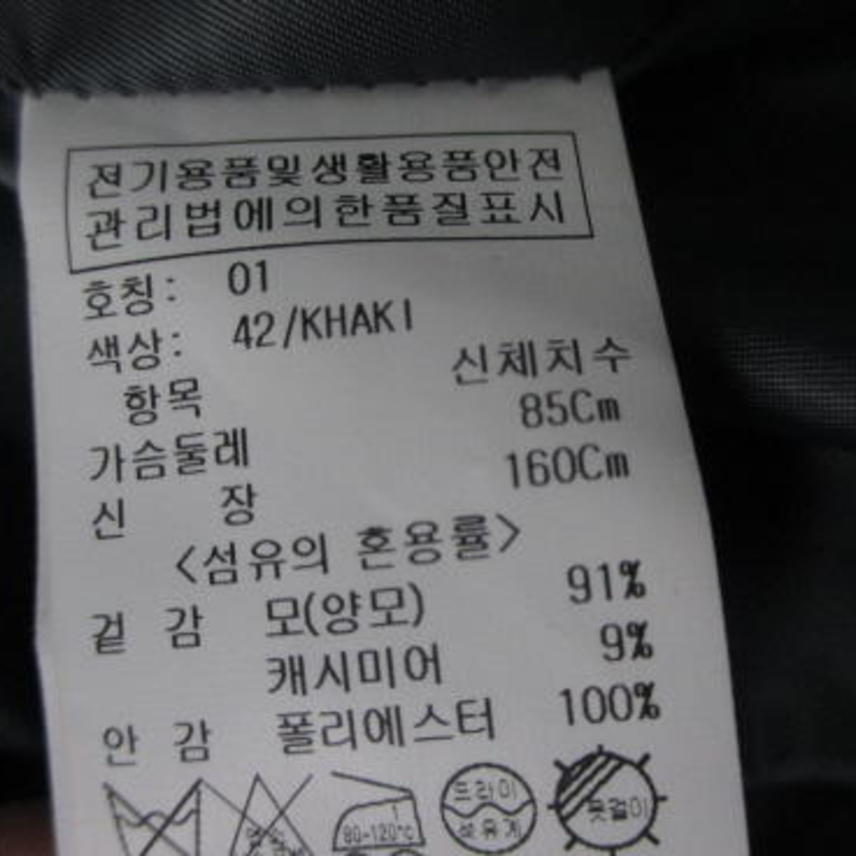 전기용품및생활용품안전
관리법에의한품질표시
호칭: 01
색상: 42/KHAKI
항목 신체치수
가슴둘레 85Cm
신 장 160Cm
<섬유의 혼용률>
겉 감 모(양모) 91%
캐시미어 9%
안 감 폴리에스터 100%
80-120℃
드라이
석유계
옷걸이